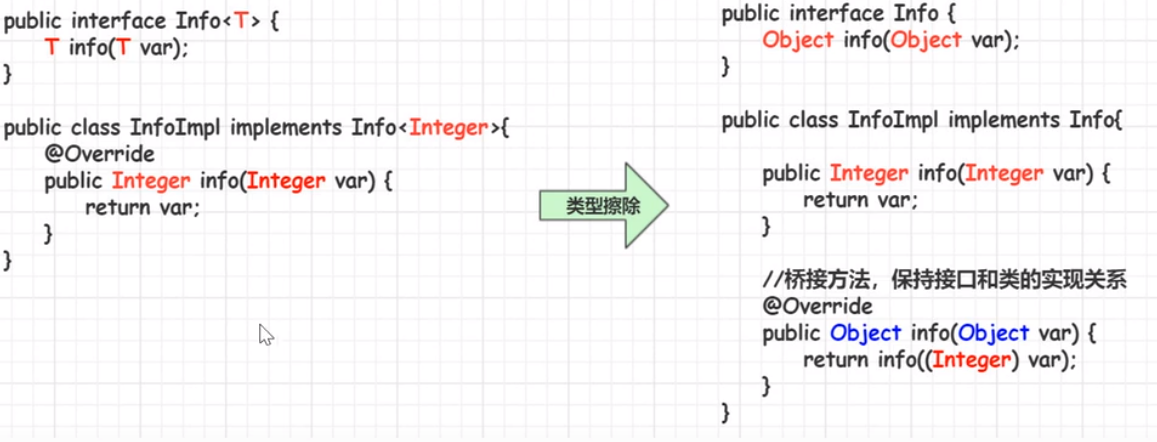 public interface Info<T> {
T info(T var);
}
public class InfoImpl implements Info<Integer>{
@Override
public Integer info(Integer var) {
return var;
}
}
类型擦除
public interface Info {
Object info(Object var);
}
public class InfoImpl implements Info{
public Integer info(Integer var) {
return var;
}
//桥接方法，保持接口和类的实现关系
@Override
public Object info(Object var) {
return info((Integer) var);
}
}